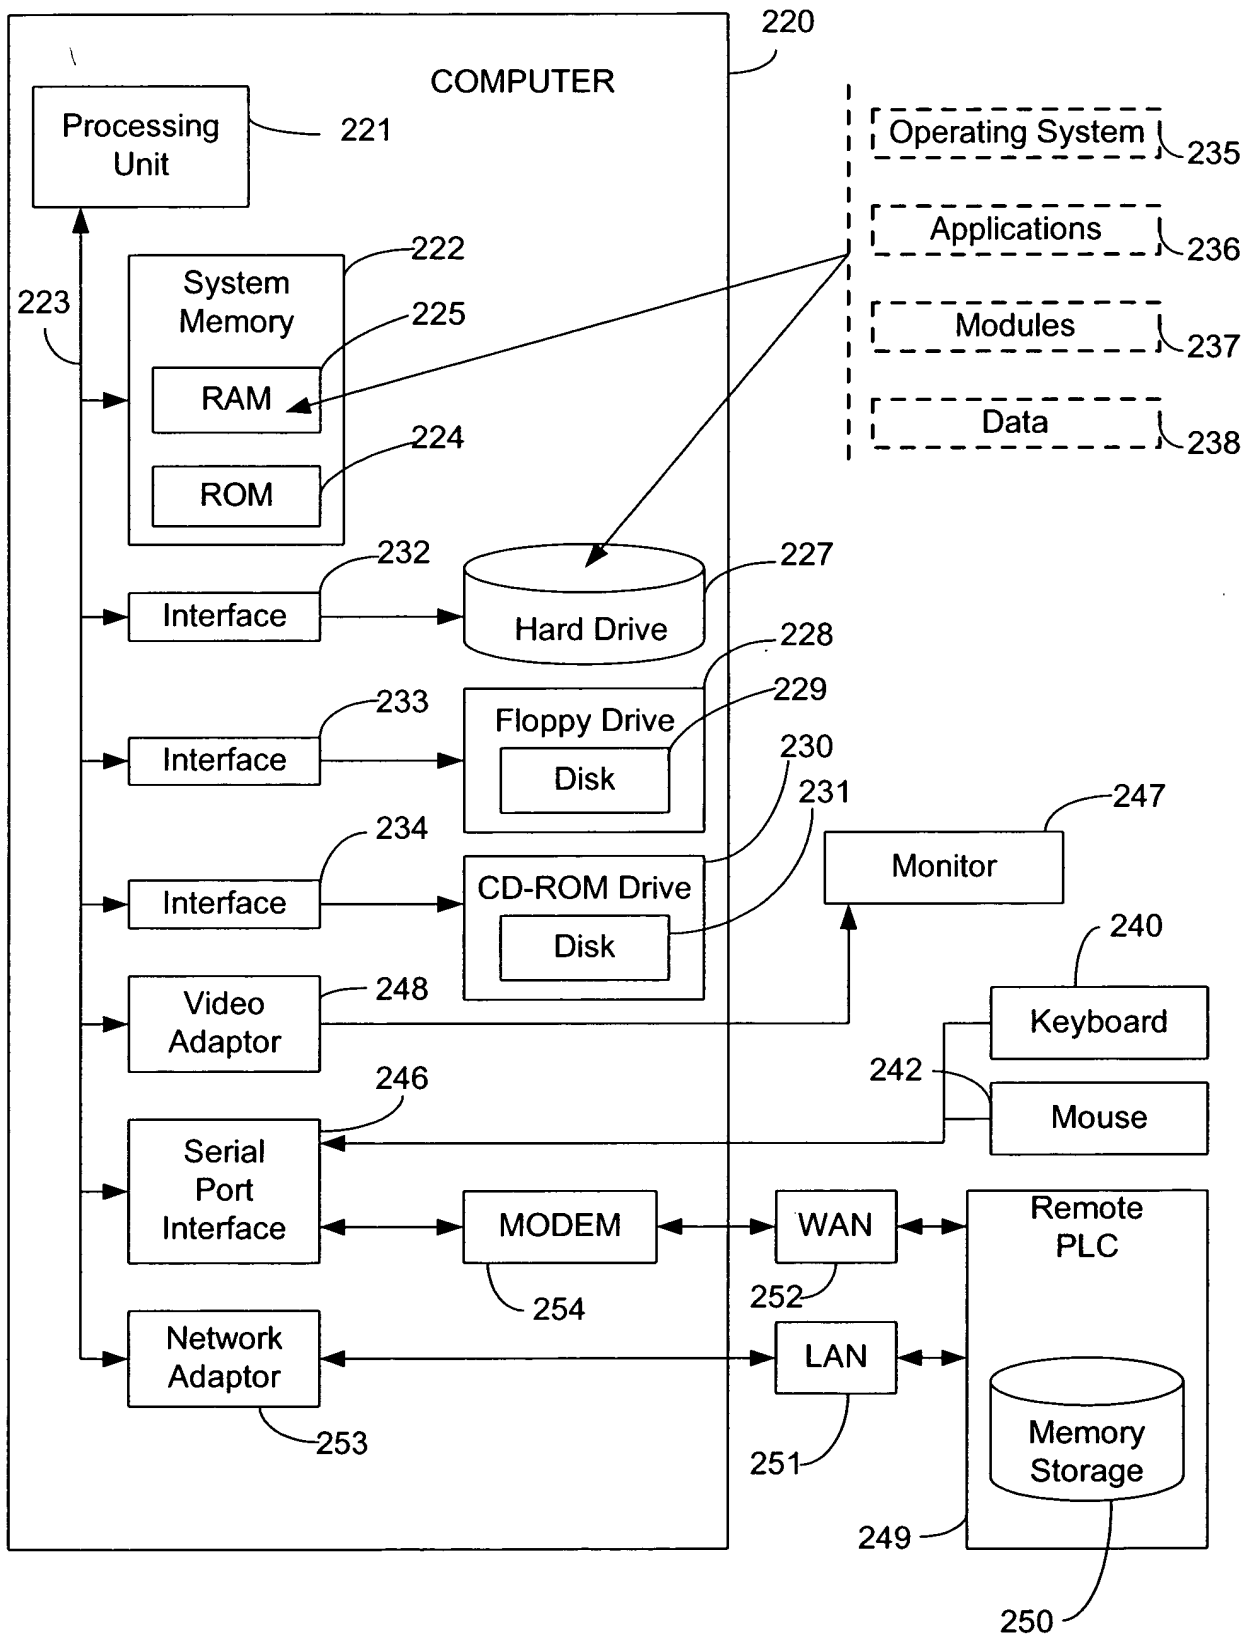 220
COMPUTER
Processing
Unit
221
Operating System
235
Applications
236
Modules
237
Data
238
223
222
System
Memory
225
RAM
224
ROM
232
Interface
227
Hard Drive
228
233
Interface
229
Floppy Drive
Disk
230
234
Interface
231
CD-ROM Drive
Disk
247
Monitor
248
Video
Adaptor
240
Keyboard
242
Mouse
246
Serial
Port
Interface
MODEM
254
WAN
252
Remote
PLC
Network
Adaptor
253
LAN
251
Memory
Storage
249
250